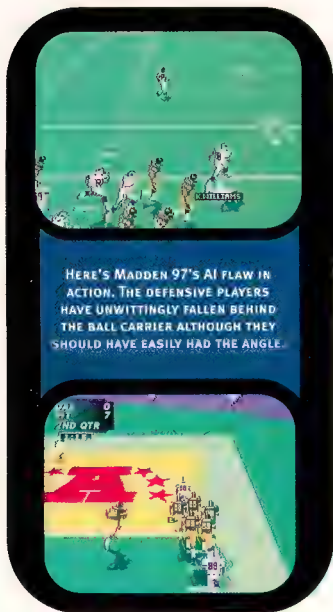 K.WILLIAMS
HERE'S MADDEN 97'S AI FLAW IN
ACTION. THE DEFENSIVE PLAYERS
HAVE UNWITTINGLY FALLEN BEHIND
THE BALL CARRIER ALTHOUGH THEY
SHOULD HAVE EASILY HAD THE ANGLE.
0
7
2ND QTR
88